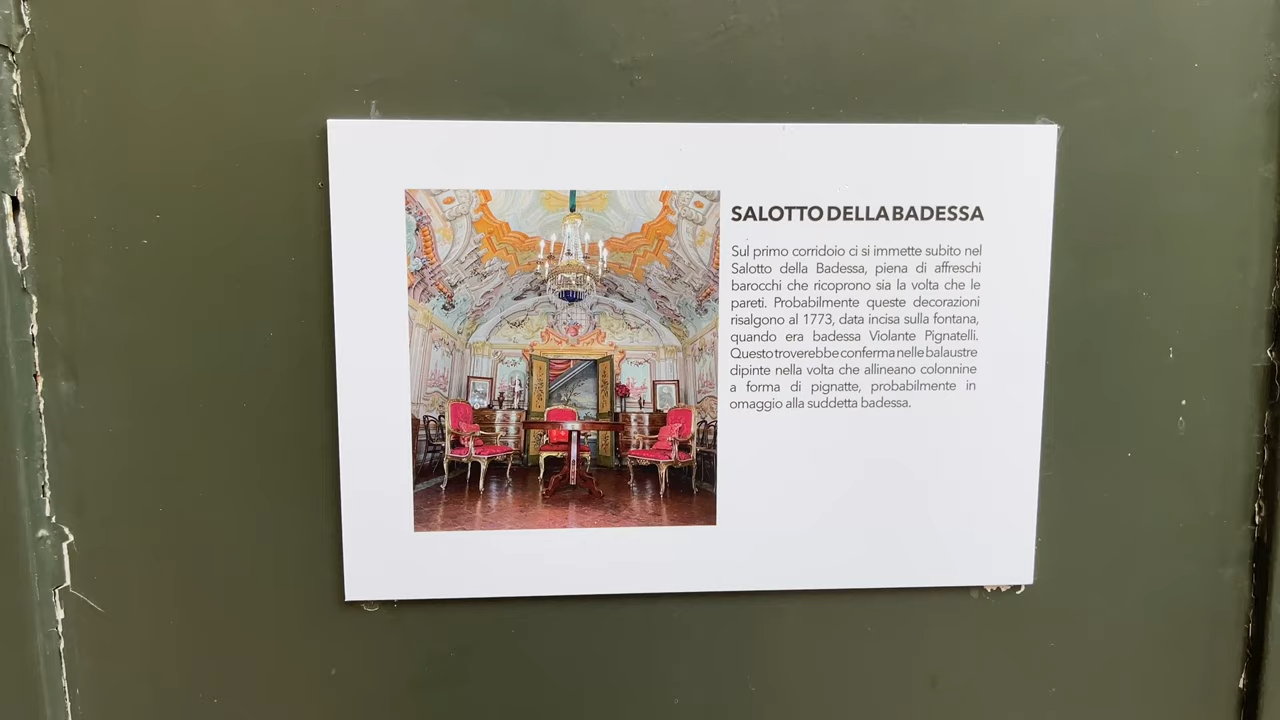 SALOTTO DELLA BADESSA
Sul primo corridoio ci si immette subito nel
Salotto della Badessa, piena di affreschi
barocchi che ricoprono sia la volta che le
pareti. Probabilmente queste decorazioni
risalgono al 1773, data incisa sulla fontana,
quando era badessa Violante Pignatelli.
Questo troverebbe conferma nelle balaustre
dipinte nella volta che allineano colonnine
a forma di pignatte, probabilmente in
omaggio alla suddetta badessa.